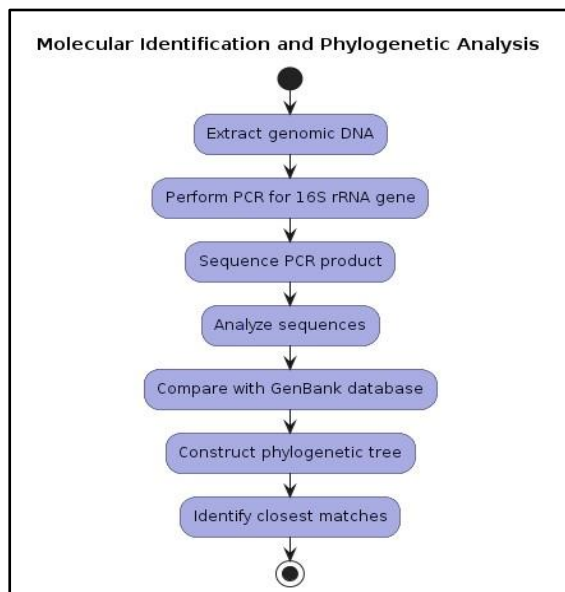 Molecular Identification and Phylogenetic Analysis
Extract genomic DNA
Perform PCR for 16S rRNA gene
Sequence PCR product
Analyze sequences
Compare with GenBank database
Construct phylogenetic tree
Identify closest matches